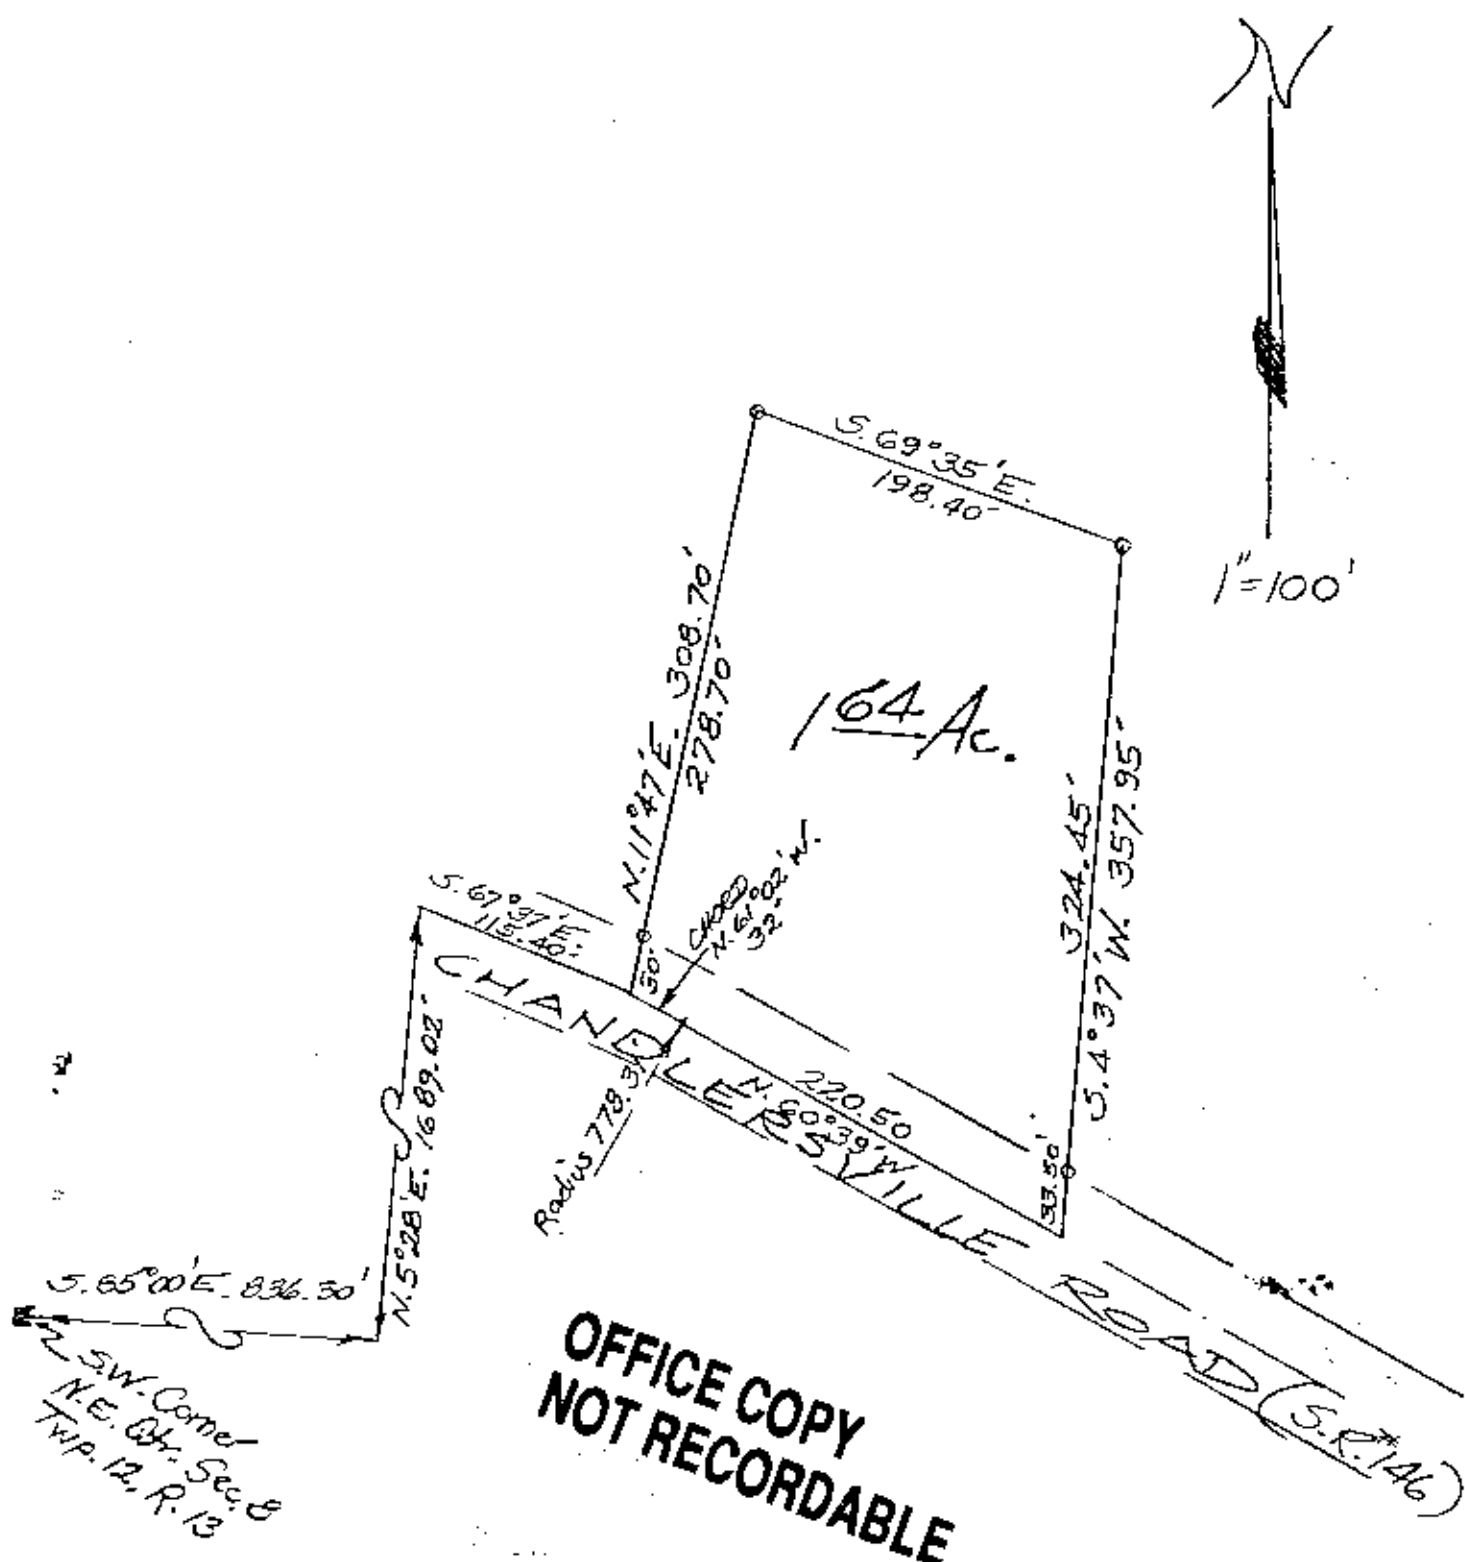 N
1"=100'
S. 69°35'E.
198.40'
N. 11°47'E. 308.70'
278.70'
1 64 Ac.
324.45'
S. 4°37'W. 357.95'
CHORD
N. 61°02'W.
32'
S. 67°37'E.
115.40'
30'
220.50
N. 60°39'W.
33.50'
Radius 778.31'
CHANDLERSVILLE ROAD (S.R.# 146)
N. 5°28'E. 1689.02'
S. 85°00'E. 836.50'
S.W. Corner
N.E. Qtr. Sec. 8
Twp. 12, R. 13
OFFICE COPY
NOT RECORDABLE